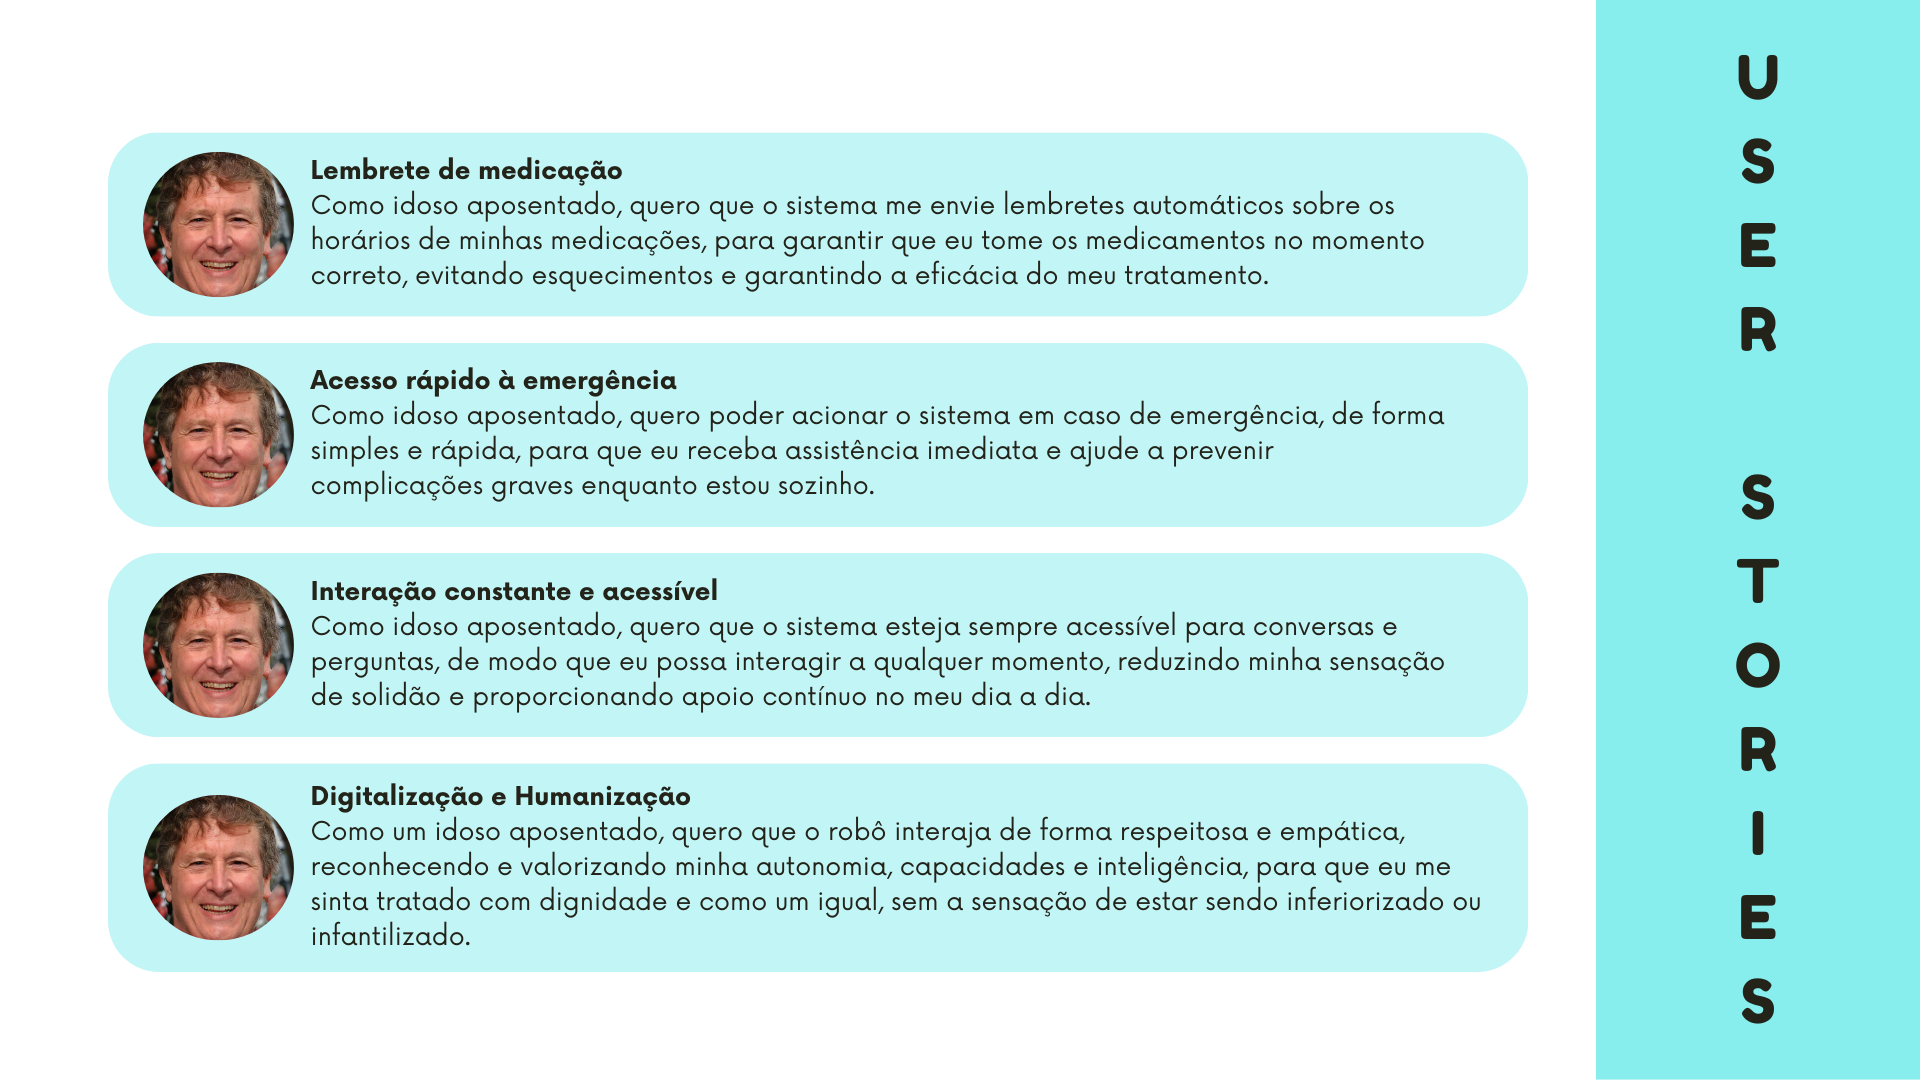 Lembrete de medicação
Como idoso aposentado, quero que o sistema me envie lembretes automáticos sobre os
horários de minhas medicações, para garantir que eu tome os medicamentos no momento
correto, evitando esquecimentos e garantindo a eficácia do meu tratamento.
Acesso rápido à emergência
Como idoso aposentado, quero poder acionar o sistema em caso de emergência, de forma
simples e rápida, para que eu receba assistência imediata e ajude a prevenir
complicações graves enquanto estou sozinho.
Interação constante e acessível
Como idoso aposentado, quero que o sistema esteja sempre acessível para conversas e
perguntas, de modo que eu possa interagir a qualquer momento, reduzindo minha sensação
de solidão e proporcionando apoio contínuo no meu dia a dia.
Digitalização e Humanização
Como um idoso aposentado, quero que o robô interaja de forma respeitosa e empática,
reconhecendo e valorizando minha autonomia, capacidades e inteligência, para que eu me
sinta tratado com dignidade e como um igual, sem a sensação de estar sendo inferiorizado ou
infantilizado.
USER STORIES